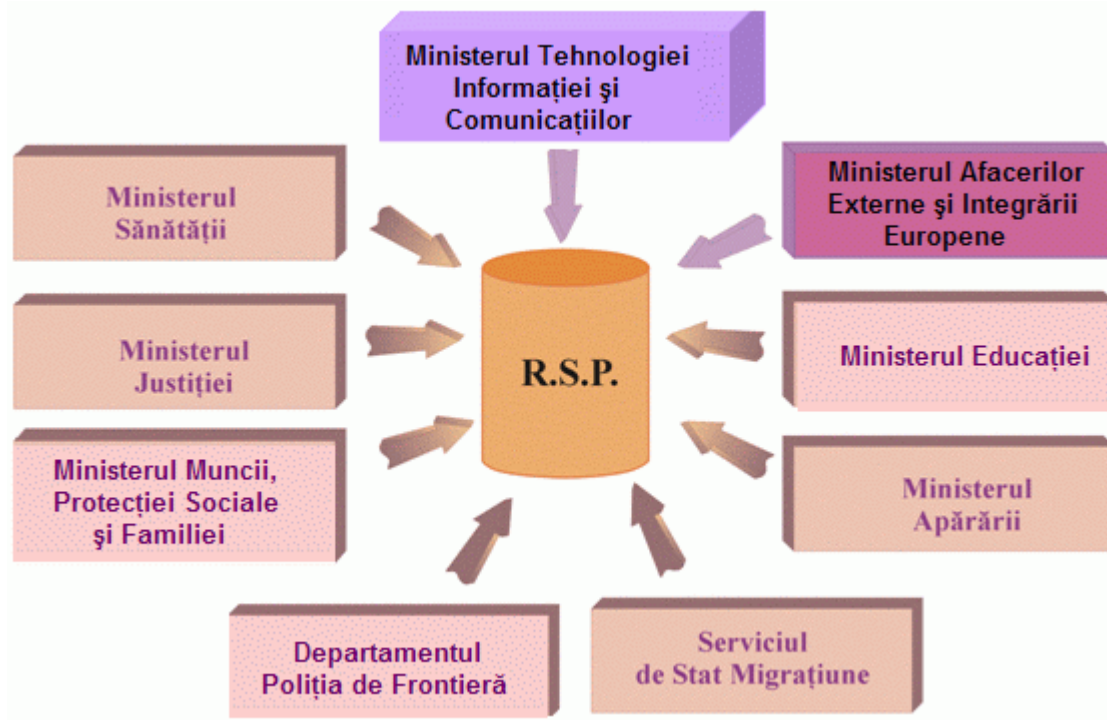 Ministerul Tehnologiei
Informației şi
Comunicațiilor
Ministerul
Sănătății
Ministerul Afacerilor
Externe şi Integrării
Europene
Ministerul
Justiției
R.S.P.
Ministerul Educației
Ministerul Muncii,
Protecției Sociale
şi Familiei
Ministerul
Apărării
Departamentul
Poliția de Frontieră
Serviciul
de Stat Migrațiune